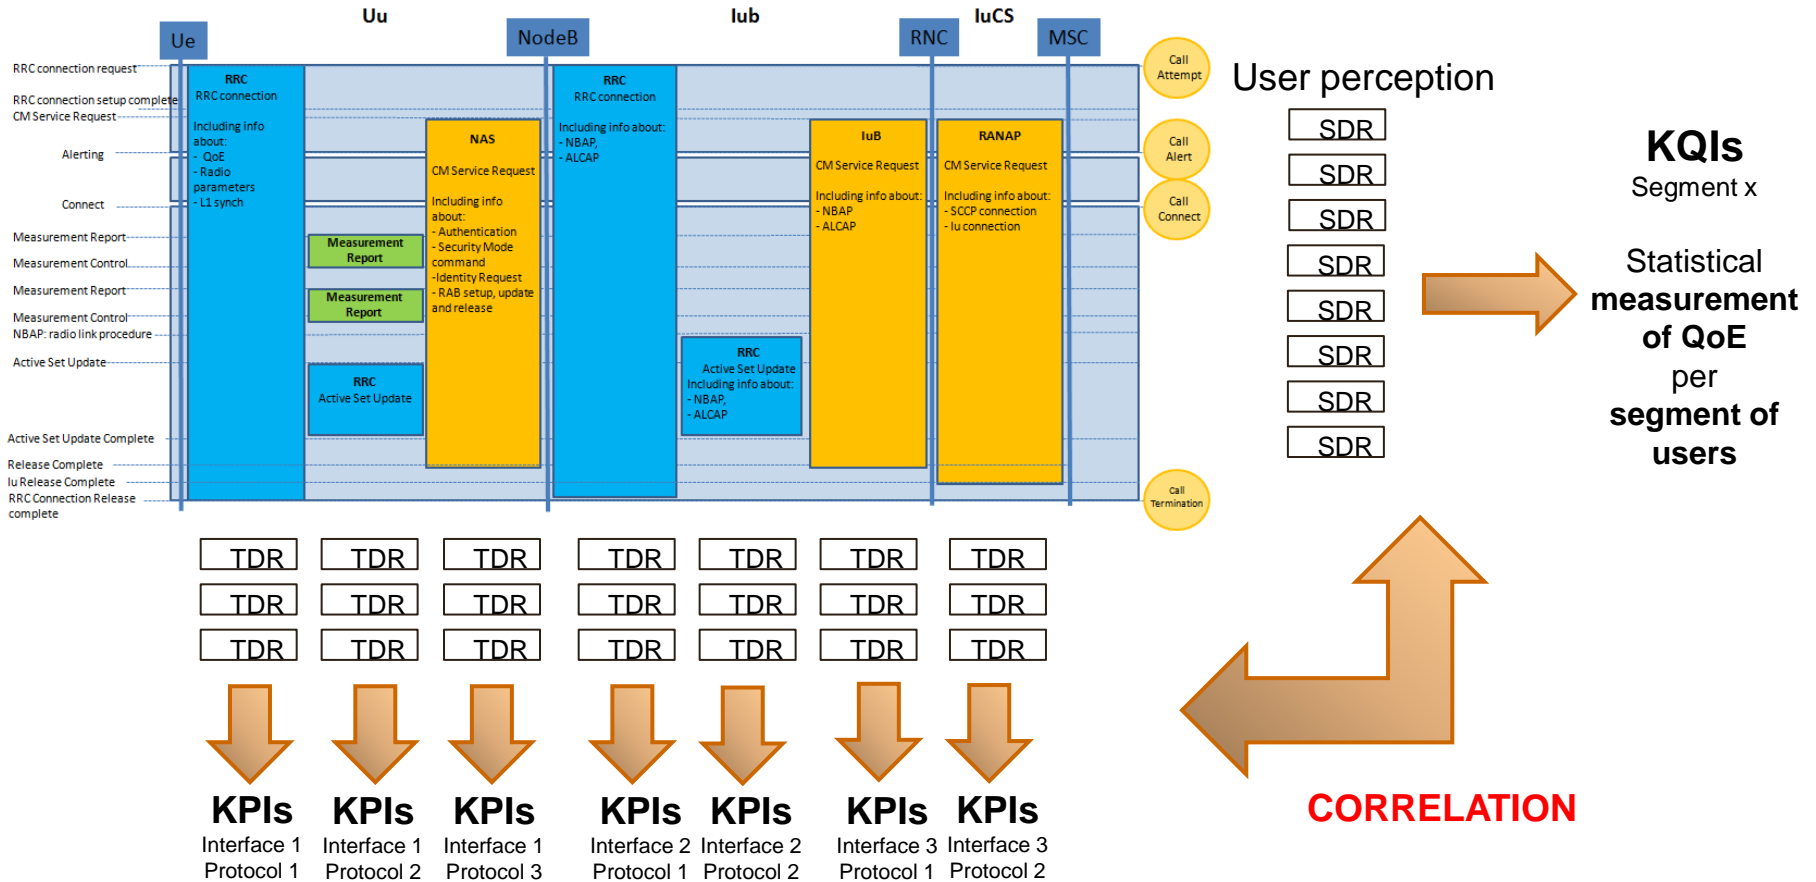 Uu
Iub
IuCS
Ue
NodeB
RNC
MSC
RRC connection request
RRC connection setup complete
CM Service Request
Alerting
Connect
Measurement Report
Measurement Control
Measurement Report
Measurement Control
NBAP: radio link procedure
Active Set Update
Active Set Update Complete
Release Complete
Iu Release Complete
RRC Connection Release
complete
RRC
RRC connection
Including info
about:
- QoE
- Radio
parameters
- L1 synch
Measurement
Report
Measurement
Report
RRC
Active Set Update
NAS
CM Service Request
Including info
about:
- Authentication
- Security Mode
command
-Identity Request
- RAB setup, update
and release
RRC
RRC connection
Including info about:
- NBAP,
- ALCAP
RRC
Active Set Update
Including info about:
- NBAP,
- ALCAP
IuB
CM Service Request
Including info about:
- NBAP
- ALCAP
RANAP
CM Service Request
Including info about:
- SCCP connection
- Iu connection
Call
Attempt
Call
Alert
Call
Connect
Call
Termination
User perception
SDR
SDR
SDR
SDR
SDR
SDR
SDR
SDR
KQIs
Segment x
Statistical
measurement
of QoE
per
segment of
users
TDR TDR TDR TDR TDR TDR TDR
TDR TDR TDR TDR TDR TDR TDR
TDR TDR TDR TDR TDR TDR TDR
KPIs
Interface 1
Protocol 1
KPIs
Interface 1
Protocol 2
KPIs
Interface 1
Protocol 3
KPIs
Interface 2
Protocol 1
KPIs
Interface 2
Protocol 2
KPIs
Interface 3
Protocol 1
KPIs
Interface 3
Protocol 2
CORRELATION